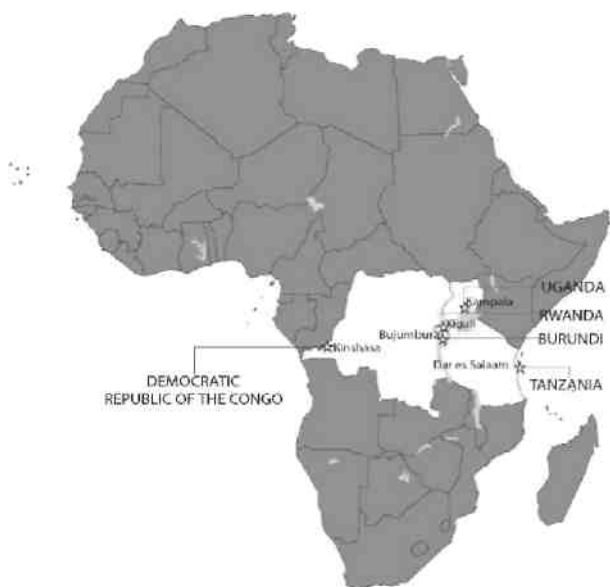 UGANDA
Kampala
RWANDA
Kigali
Bujumbura
BURUNDI
Kinshasa
Dar es Salaam
DEMOCRATIC
REPUBLIC OF THE CONGO
TANZANIA